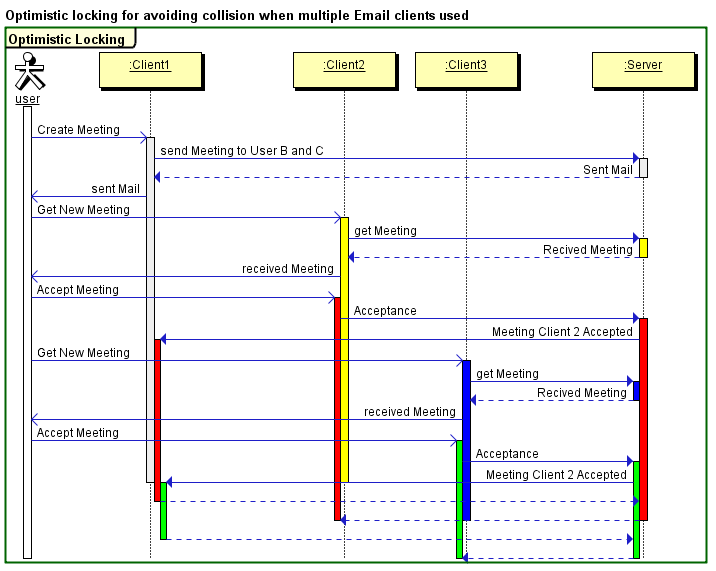 Optimistic locking for avoiding collision when multiple Email clients used
Optimistic Locking
:Client1
:Client2
:Client3
:Server
user
Create Meeting
send Meeting to User B and C
Sent Mail
sent Mail
Get New Meeting
get Meeting
Recived Meeting
received Meeting
Accept Meeting
Acceptance
Meeting Client 2 Accepted
Get New Meeting
get Meeting
Recived Meeting
received Meeting
Accept Meeting
Acceptance
Meeting Client 2 Accepted